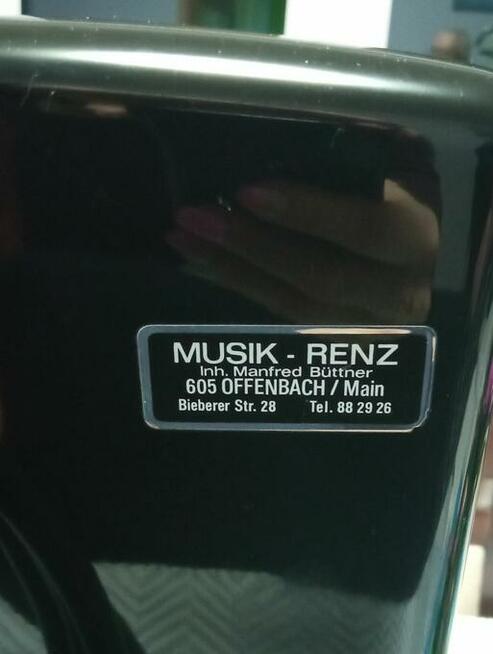 MUSIK - RENZ
Inh. Manfred Büttner
605 OFFENBACH / Main
Bieberer Str. 28 Tel. 88 29 26